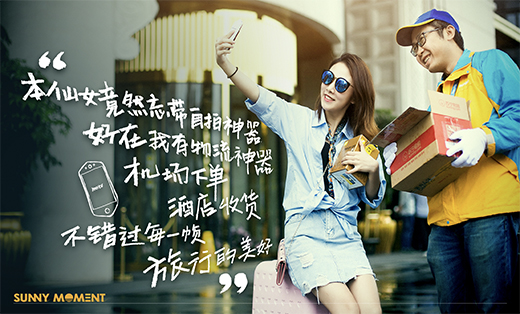 “
本仙女竟然忘带自拍神器
好在我有物流神器
机场下单
酒店收货
不错过每一帧
旅行的美好
”
SUNNY MOMENT